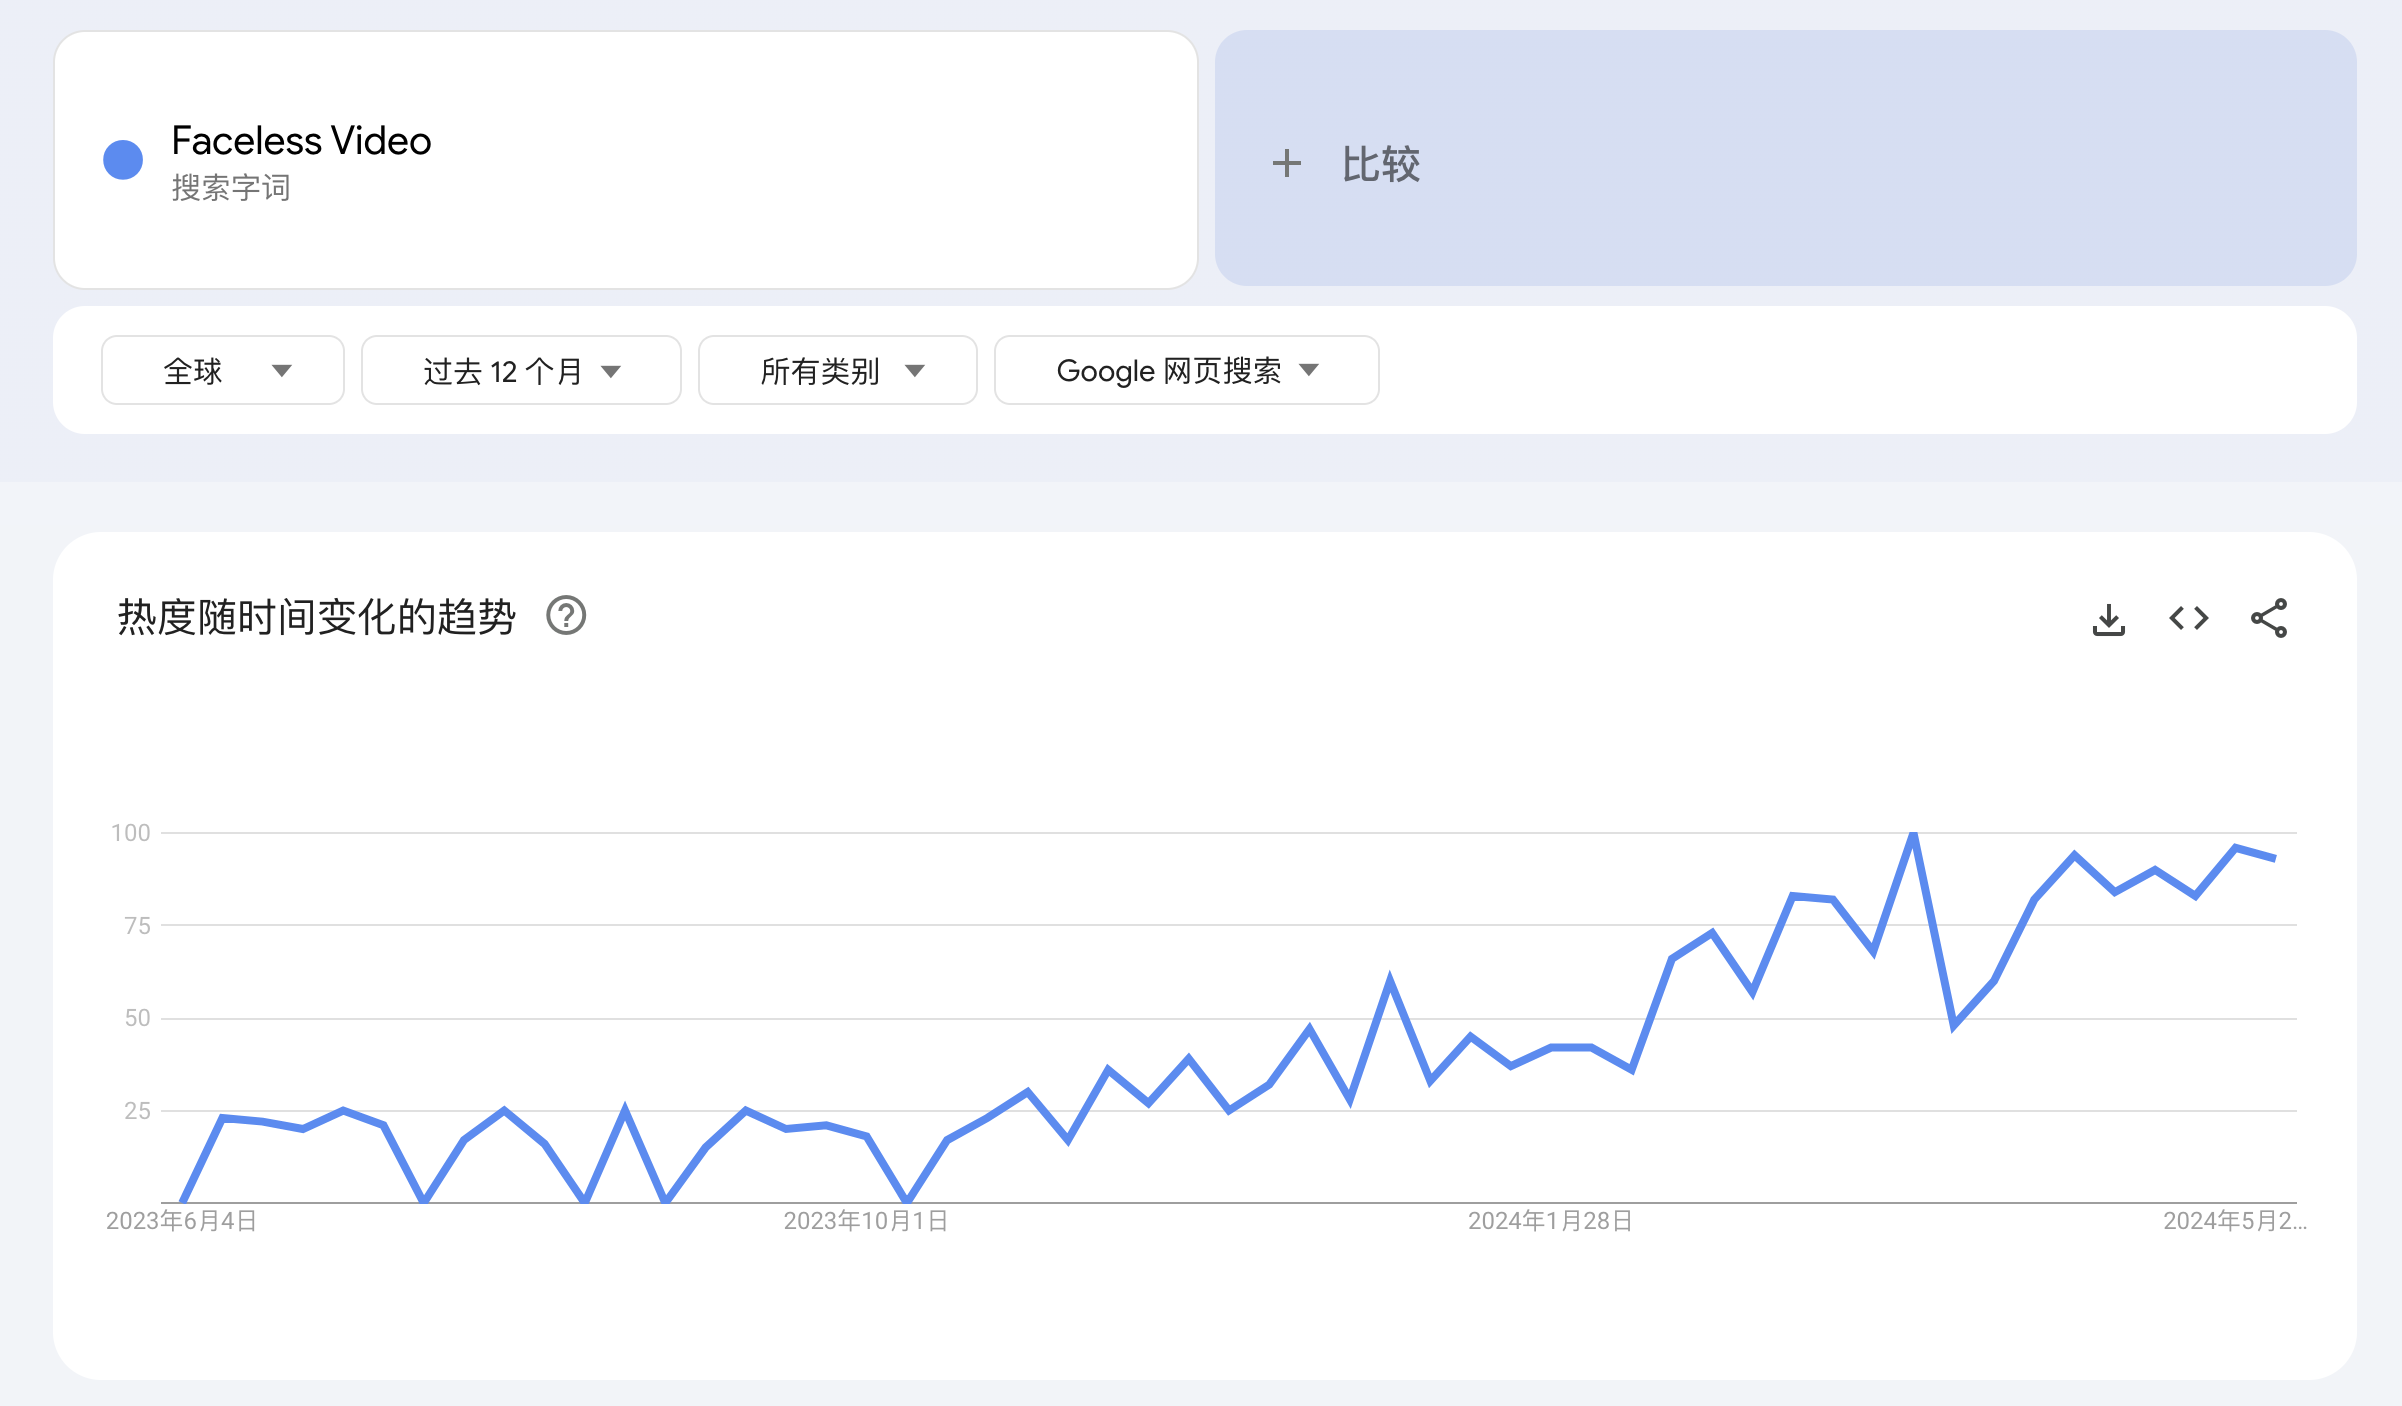 Faceless Video
搜索字词
+ 比较
全球
过去 12 个月
所有类别
Google 网页搜索
热度随时间变化的趋势
100
75
50
25
2023年6月4日
2023年10月1日
2024年1月28日
2024年5月2...